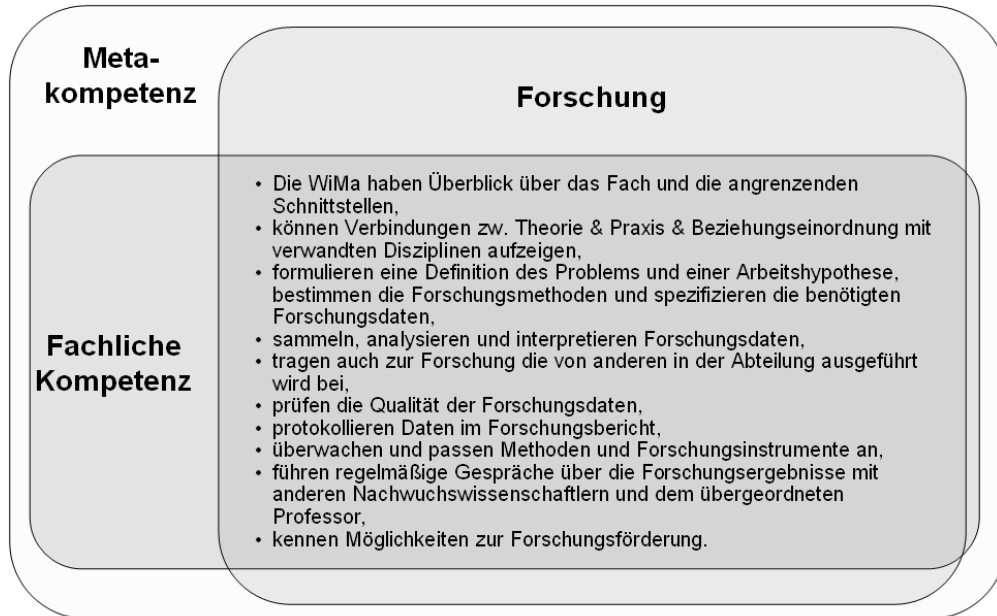 Meta-
kompetenz
Forschung
Fachliche
Kompetenz
• Die WiMa haben Überblick über das Fach und die angrenzenden
Schnittstellen,
• können Verbindungen zw. Theorie & Praxis & Beziehungseinordnung mit
verwandten Disziplinen aufzeigen,
• formulieren eine Definition des Problems und einer Arbeitshypothese,
bestimmen die Forschungsmethoden und spezifizieren die benötigten
Forschungsdaten,
• sammeln, analysieren und interpretieren Forschungsdaten,
• tragen auch zur Forschung die von anderen in der Abteilung ausgeführt
wird bei,
• prüfen die Qualität der Forschungsdaten,
• protokollieren Daten im Forschungsbericht,
• überwachen und passen Methoden und Forschungsinstrumente an,
• führen regelmäßige Gespräche über die Forschungsergebnisse mit
anderen Nachwuchswissenschaftlern und dem übergeordneten
Professor,
• kennen Möglichkeiten zur Forschungsförderung.